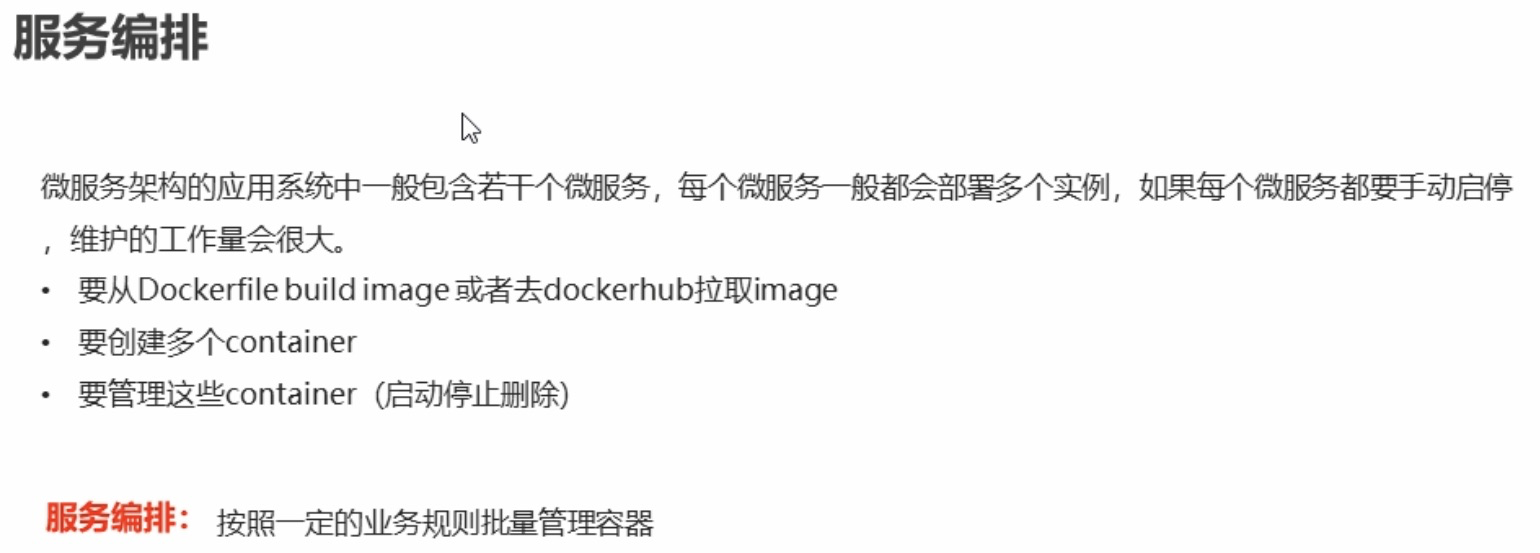 服务编排
微服务架构的应用系统中一般包含若干个微服务，每个微服务一般都会部署多个实例，如果每个微服务都要手动启停
，维护的工作量会很大。
• 要从Dockerfile build image 或者去dockerhub拉取image
• 要创建多个container
• 要管理这些container（启动停止删除）
服务编排： 按照一定的业务规则批量管理容器